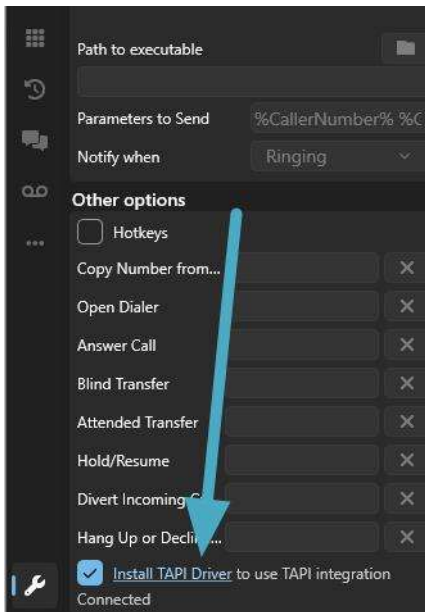 Path to executable
Parameters to Send %CallerNumber% %C
Notify when Ringing
Other options
Hotkeys
Copy Number from...
Open Dialer
Answer Call
Blind Transfer
Attended Transfer
Hold/Resume
Divert Incoming
Hang Up or Declin...
Install TAPI Driver to use TAPI integration
Connected